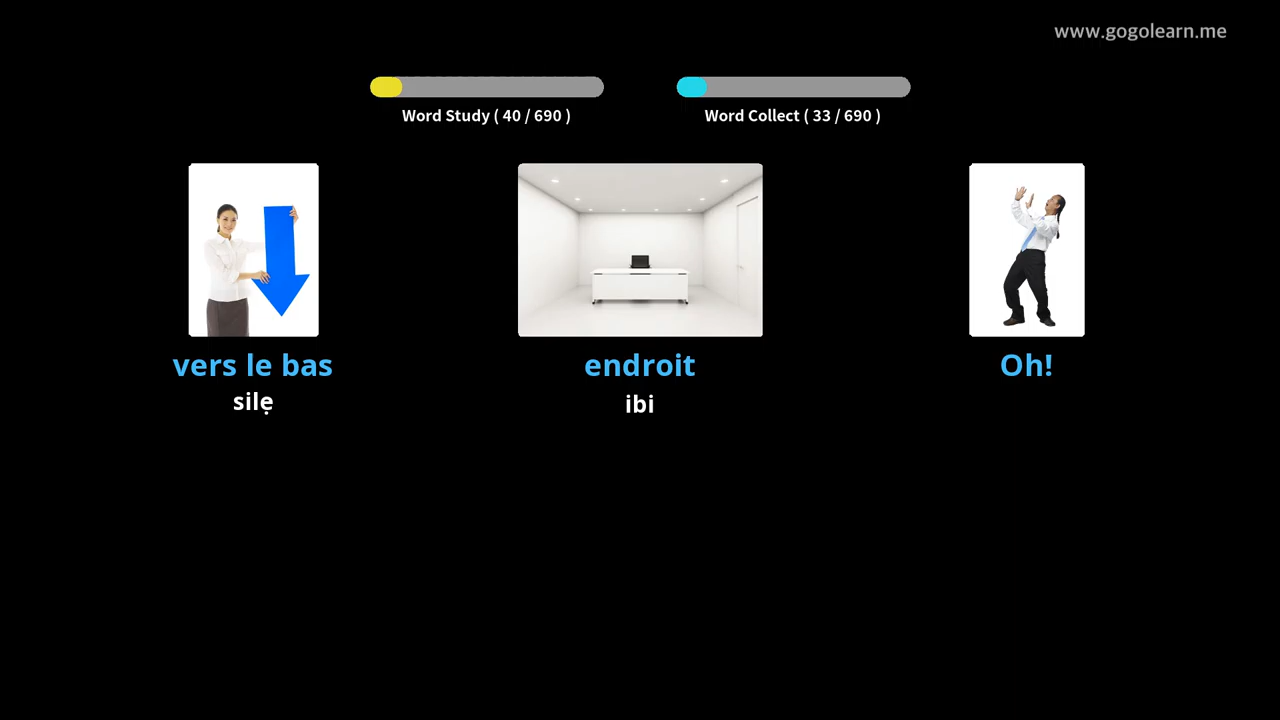 www.gogolearn.me
Word Study ( 40 / 690 )
Word Collect ( 33 / 690 )
vers le bas
silẹ
endroit
ibi
Oh!